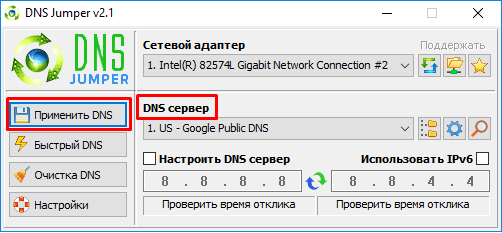 DNS Jumper v2.1
DNS
JUMPER
Применить DNS
Быстрый DNS
Очистка DNS
Настройки
Сетевой адаптер
Поддержать
1. Intel(R) 82574L Gigabit Network Connection #2
DNS сервер
1. US - Google Public DNS
Настроить DNS сервер
Использовать IPv6
8 . 8 . 8 . 8
8 . 8 . 4 . 4
Проверить время отклика
Проверить время отклика